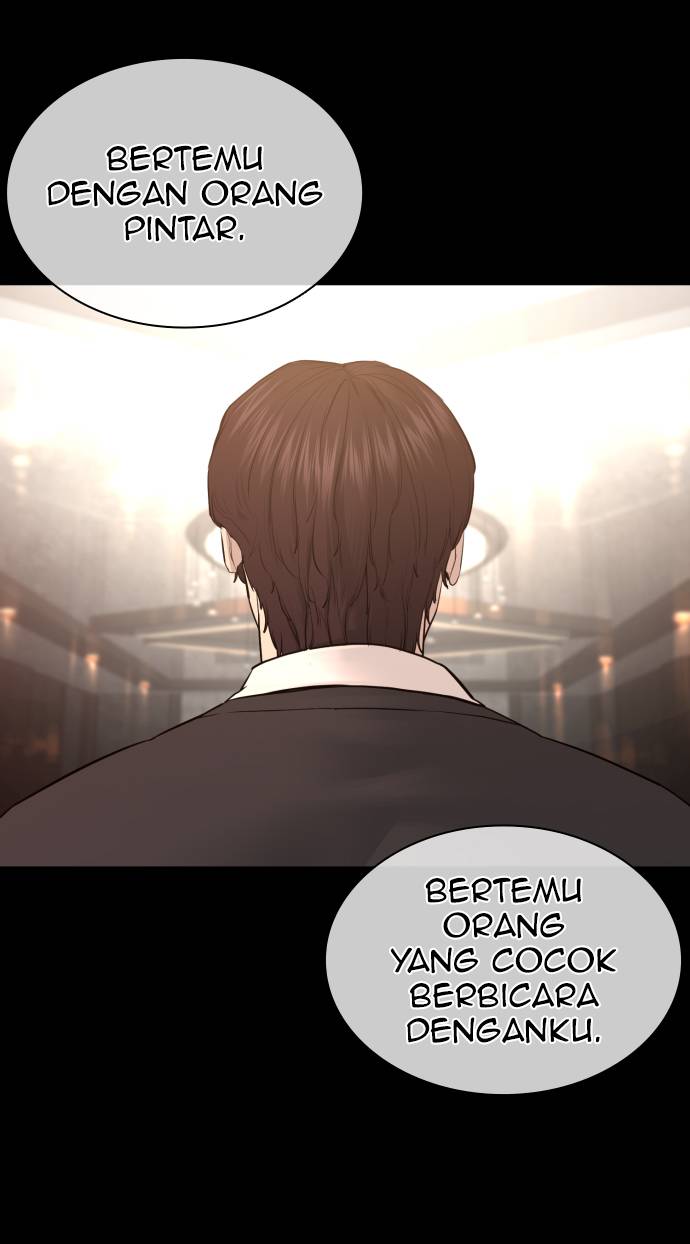 BERTEMU
DENGAN ORANG
PINTAR.
BERTEMU
ORANG
YANG COCOK
BERBICARA
DENGANKU.